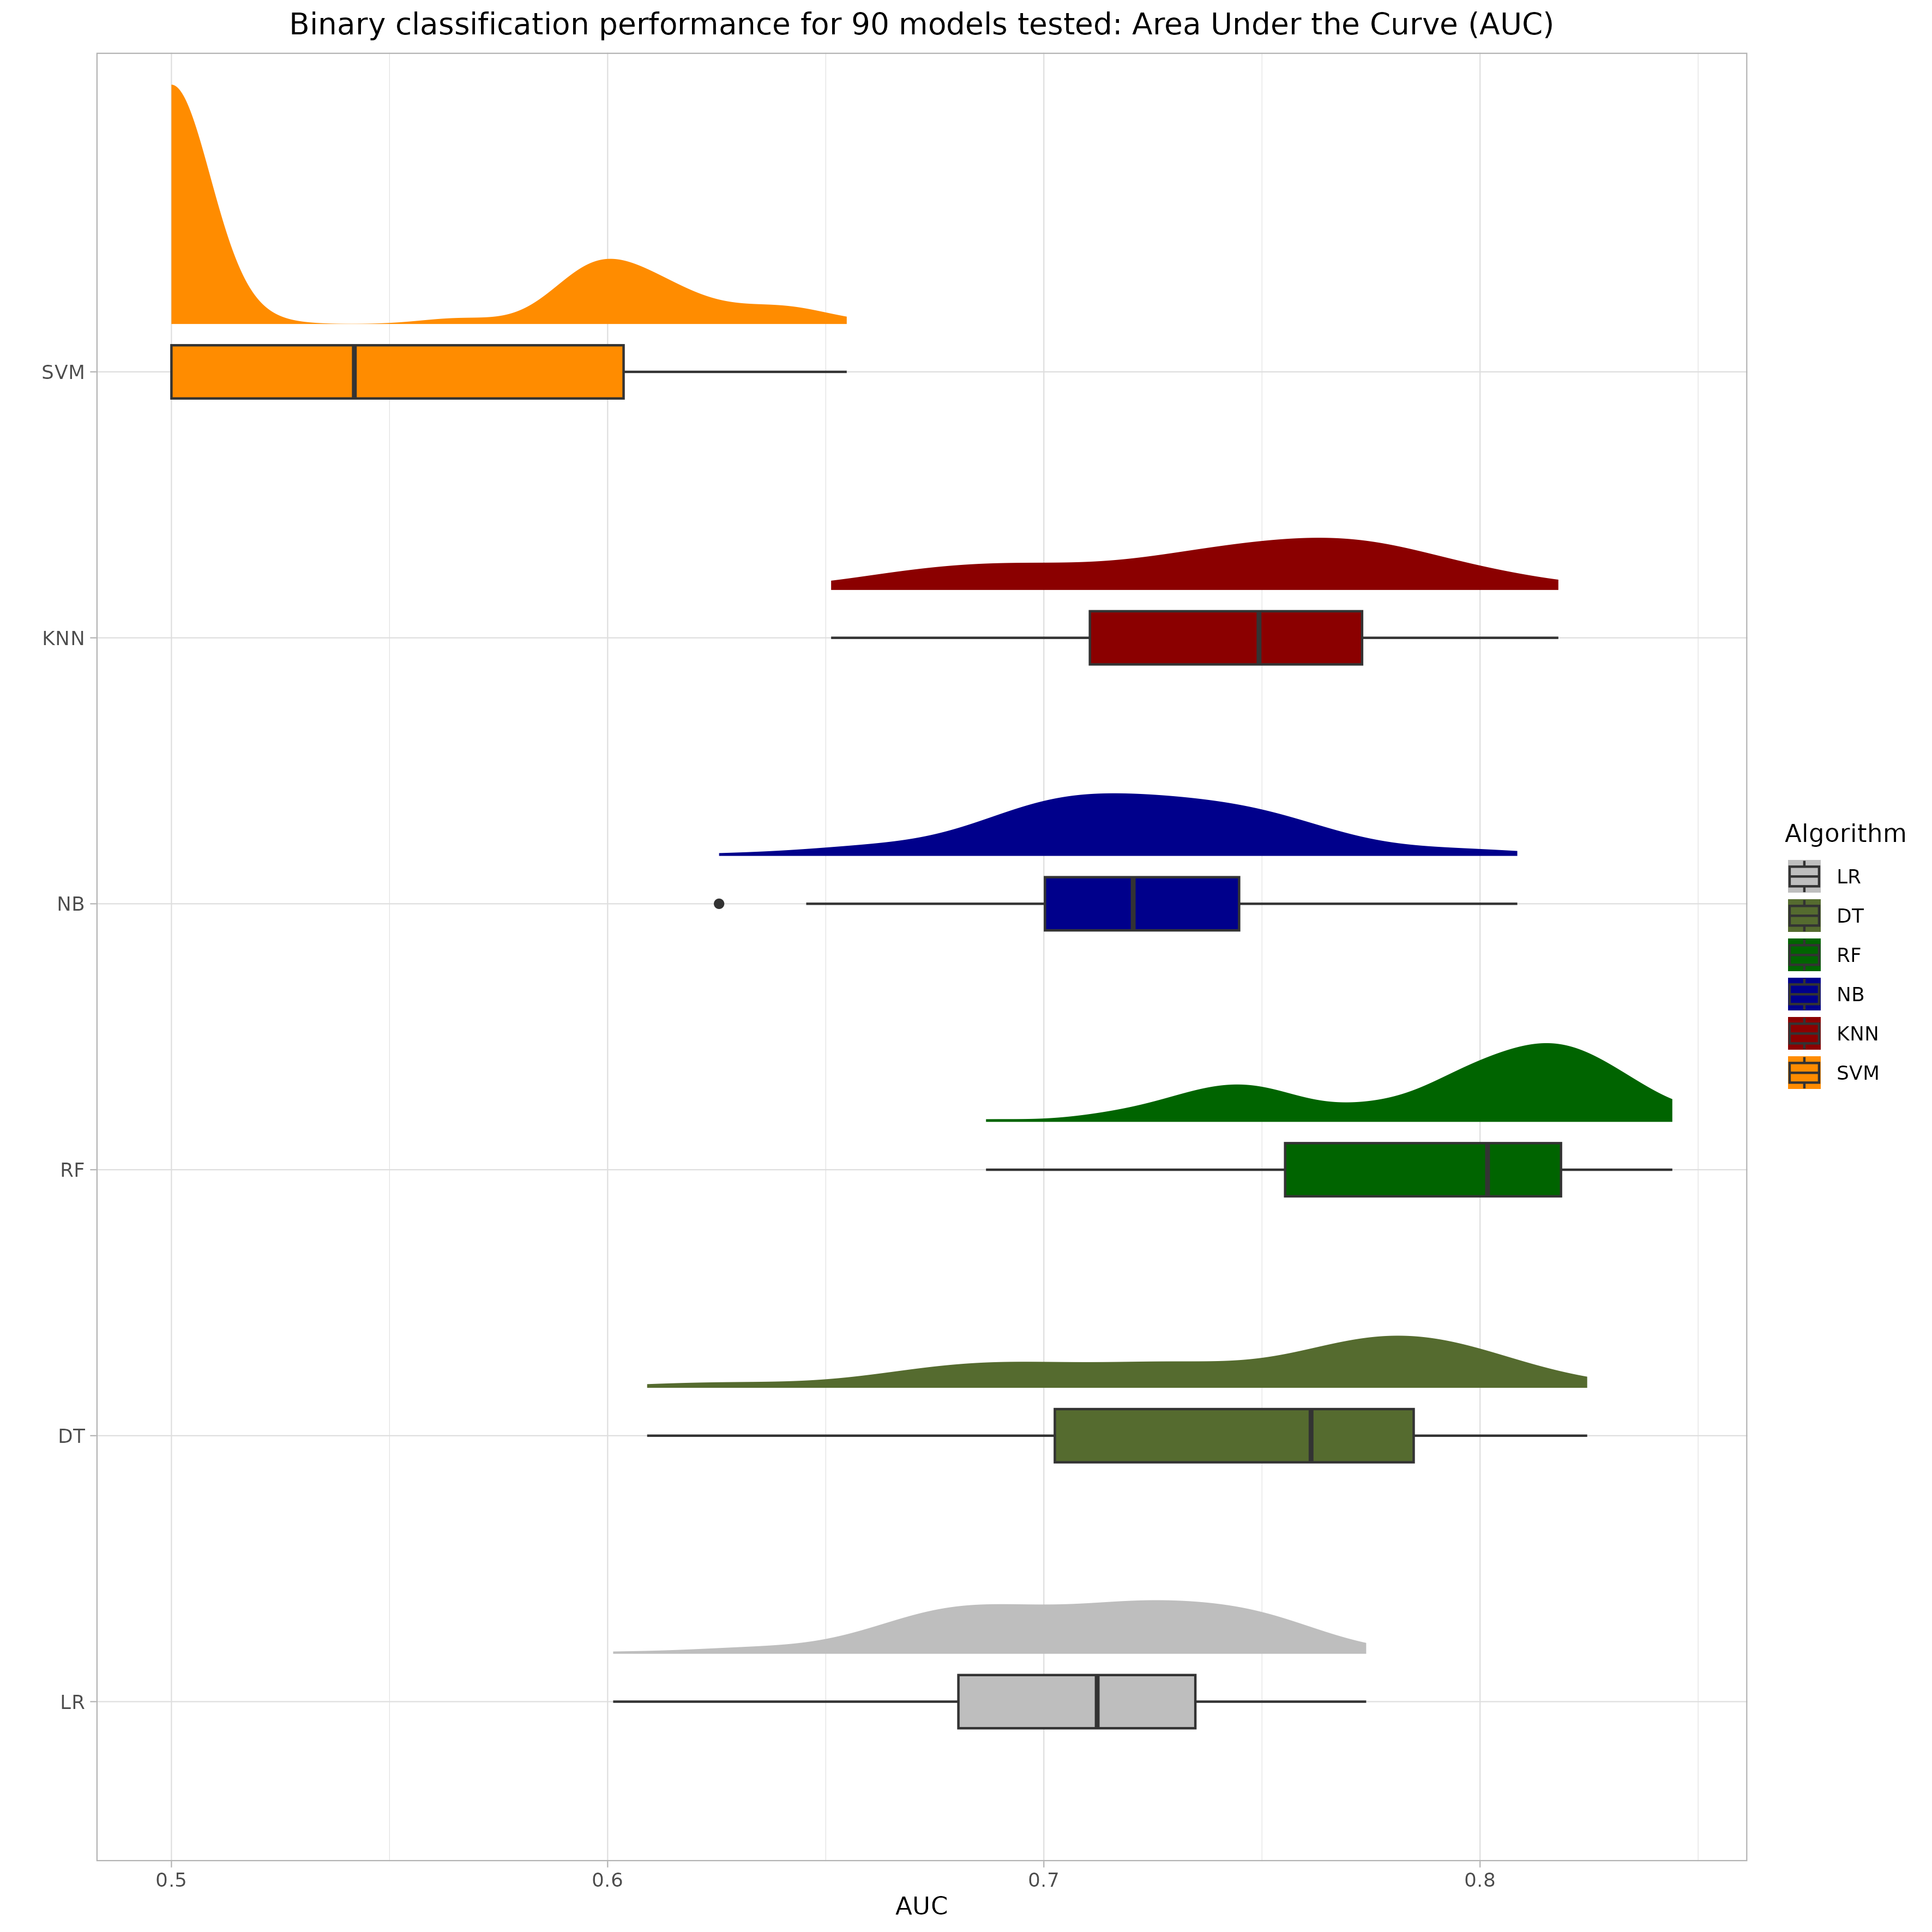 Binary classification performance for 90 models tested: Area Under the Curve (AUC)
SVM
KNN
NB
RF
DT
LR
0.5 0.6 0.7 0.8
AUC
Algorithm
LR
DT
RF
NB
KNN
SVM